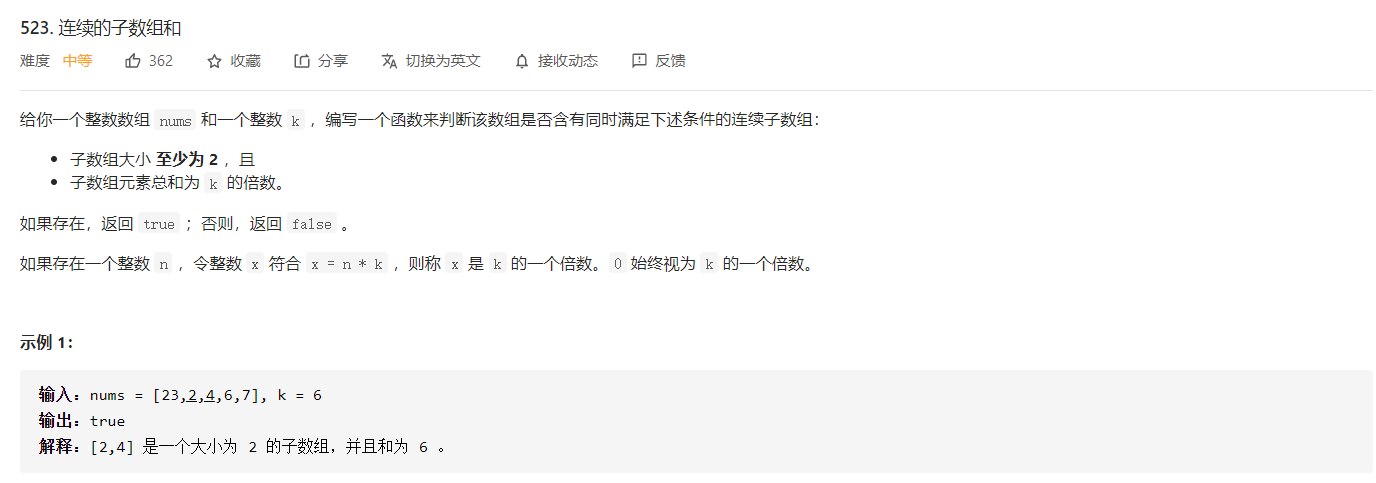 523. 连续的子数组和
难度 中等 362 收藏 分享 切换为英文 接收动态 反馈
给你一个整数数组 nums 和一个整数 k ，编写一个函数来判断该数组是否含有同时满足下述条件的连续子数组：
子数组大小 至少为 2 ，且
子数组元素总和为 k 的倍数。
如果存在，返回 true ；否则，返回 false 。
如果存在一个整数 n ，令整数 x 符合 x = n * k ，则称 x 是 k 的一个倍数。0 始终视为 k 的一个倍数。
示例 1：
输入：nums = [23,2,4,6,7], k = 6
输出：true
解释：[2,4] 是一个大小为 2 的子数组，并且和为 6 。